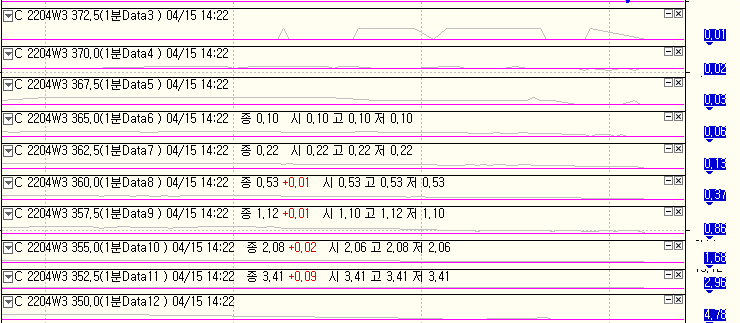 C 2204W3 372,5(1분Data3 ) 04/15 14:22
0,01
C 2204W3 370,0(1분Data4 ) 04/15 14:22
0,02
C 2204W3 367,5(1분Data5 ) 04/15 14:22
0,03
C 2204W3 365,0(1분Data6 ) 04/15 14:22 종 0,10 시 0,10 고 0,10 저 0,10
0,06
C 2204W3 362,5(1분Data7 ) 04/15 14:22 종 0,22 시 0,22 고 0,22 저 0,22
0,13
C 2204W3 360,0(1분Data8 ) 04/15 14:22 종 0,53 +0,01 시 0,53 고 0,53 저 0,53
0,37
C 2204W3 357,5(1분Data9 ) 04/15 14:22 종 1,12 +0,01 시 1,10 고 1,12 저 1,10
0,86
C 2204W3 355,0(1분Data10 ) 04/15 14:22 종 2,08 +0,02 시 2,06 고 2,08 저 2,06
1,68
C 2204W3 352,5(1분Data11 ) 04/15 14:22 종 3,41 +0,09 시 3,41 고 3,41 저 3,41
2,96
C 2204W3 350,0(1분Data12 ) 04/15 14:22
4,78